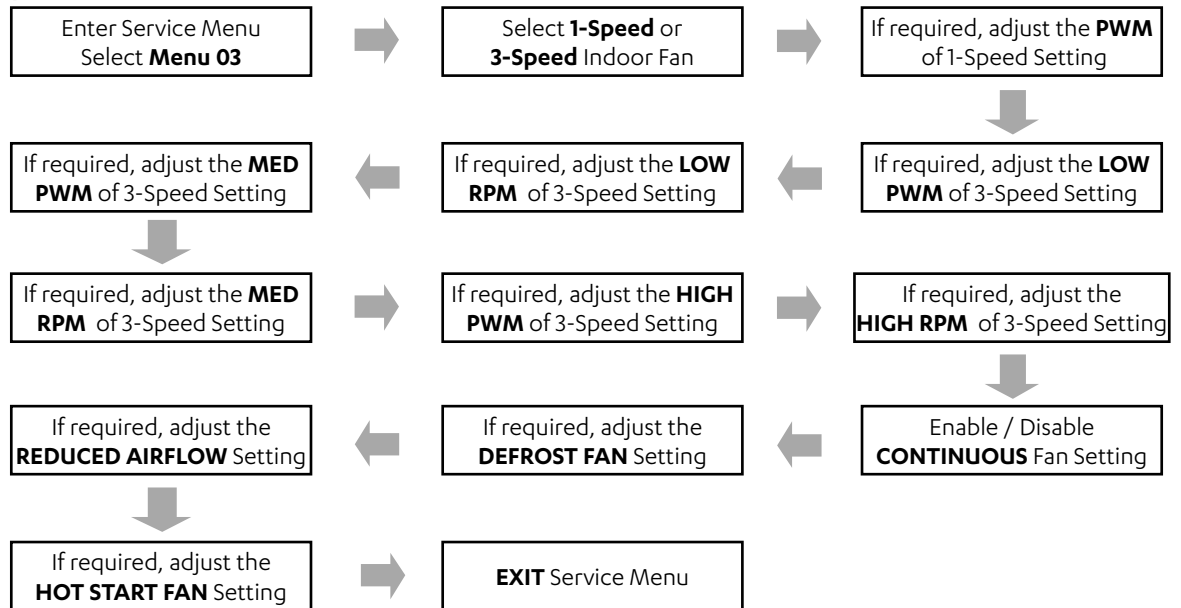 Enter Service Menu
Select Menu 03
Select 1-Speed or
3-Speed Indoor Fan
If required, adjust the PWM
of 1-Speed Setting
If required, adjust the LOW
PWM of 3-Speed Setting
If required, adjust the LOW
RPM of 3-Speed Setting
If required, adjust the MED
PWM of 3-Speed Setting
If required, adjust the MED
RPM of 3-Speed Setting
If required, adjust the HIGH
PWM of 3-Speed Setting
If required, adjust the
HIGH RPM of 3-Speed Setting
Enable / Disable
CONTINUOUS Fan Setting
If required, adjust the
DEFROST FAN Setting
If required, adjust the
REDUCED AIRFLOW Setting
If required, adjust the
HOT START FAN Setting
EXIT Service Menu